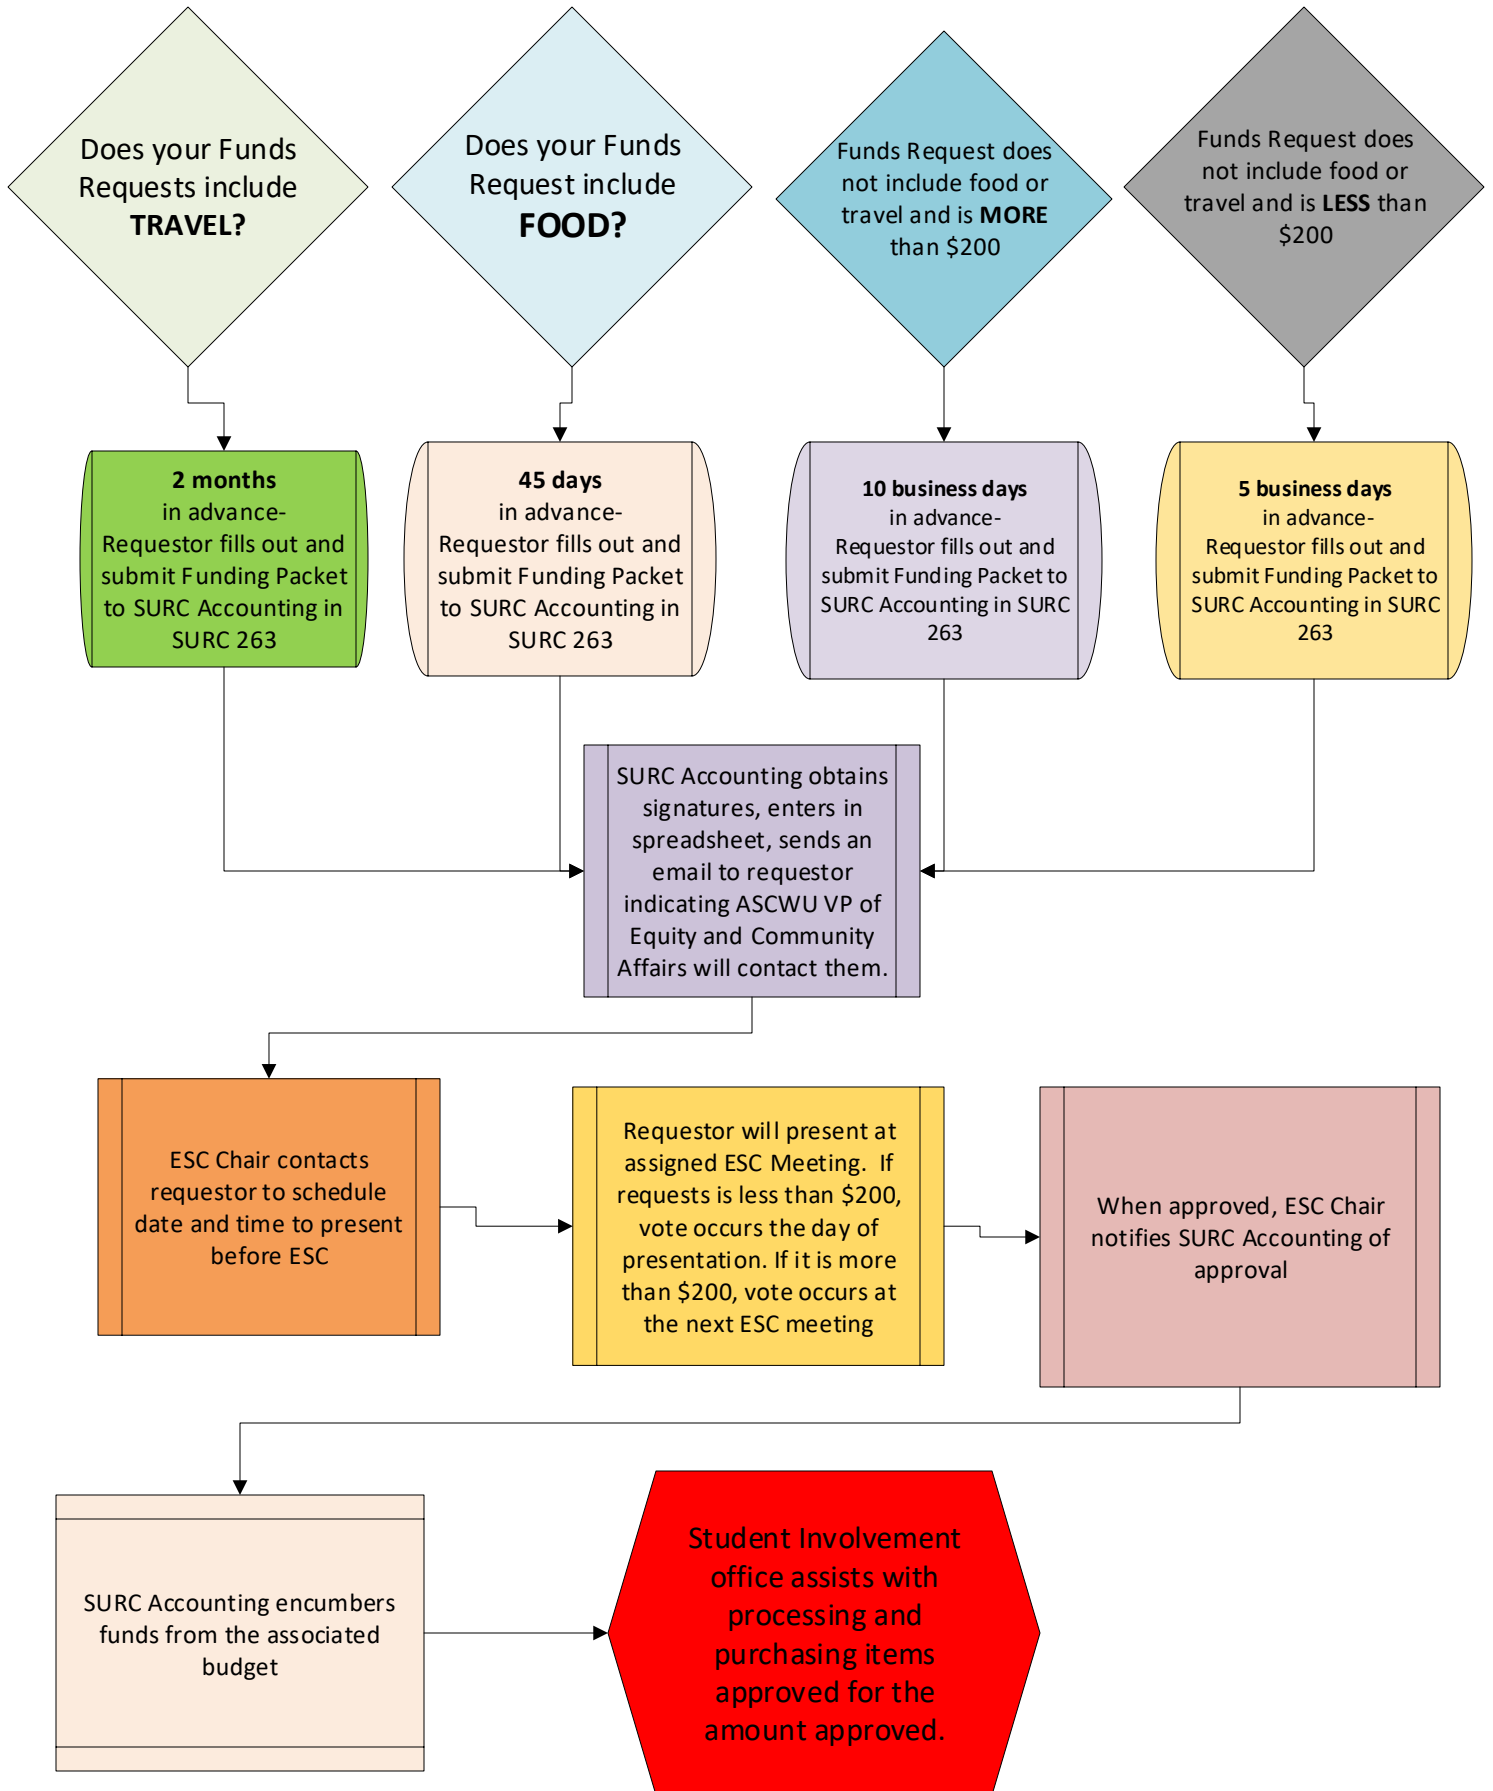 Does your Funds
Requests include
TRAVEL?
Does your Funds
Request include
FOOD?
Funds Request does
not include food or
travel and is MORE
than $200
Funds Request does
not include food or
travel and is LESS than
$200
2 months
in advance-
Requestor fills out and
submit Funding Packet
to SURC Accounting in
SURC 263
45 days
in advance-
Requestor fills out and
submit Funding Packet
to SURC Accounting in
SURC 263
10 business days
in advance-
Requestor fills out and
submit Funding Packet to
SURC Accounting in SURC
263
5 business days
in advance-
Requestor fills out and
submit Funding Packet to
SURC Accounting in SURC
263
SURC Accounting obtains
signatures, enters in
spreadsheet, sends an
email to requestor
indicating ASCWU VP of
Equity and Community
Affairs will contact them.
ESC Chair contacts
requestor to schedule
date and time to present
before ESC
Requestor will present at
assigned ESC Meeting.  If
requests is less than $200,
vote occurs the day of
presentation. If it is more
than $200, vote occurs at
the next ESC meeting
When approved, ESC Chair
notifies SURC Accounting of
approval
SURC Accounting encumbers
funds from the associated
budget
Student Involvement
office assists with
processing and
purchasing items
approved for the
amount approved.